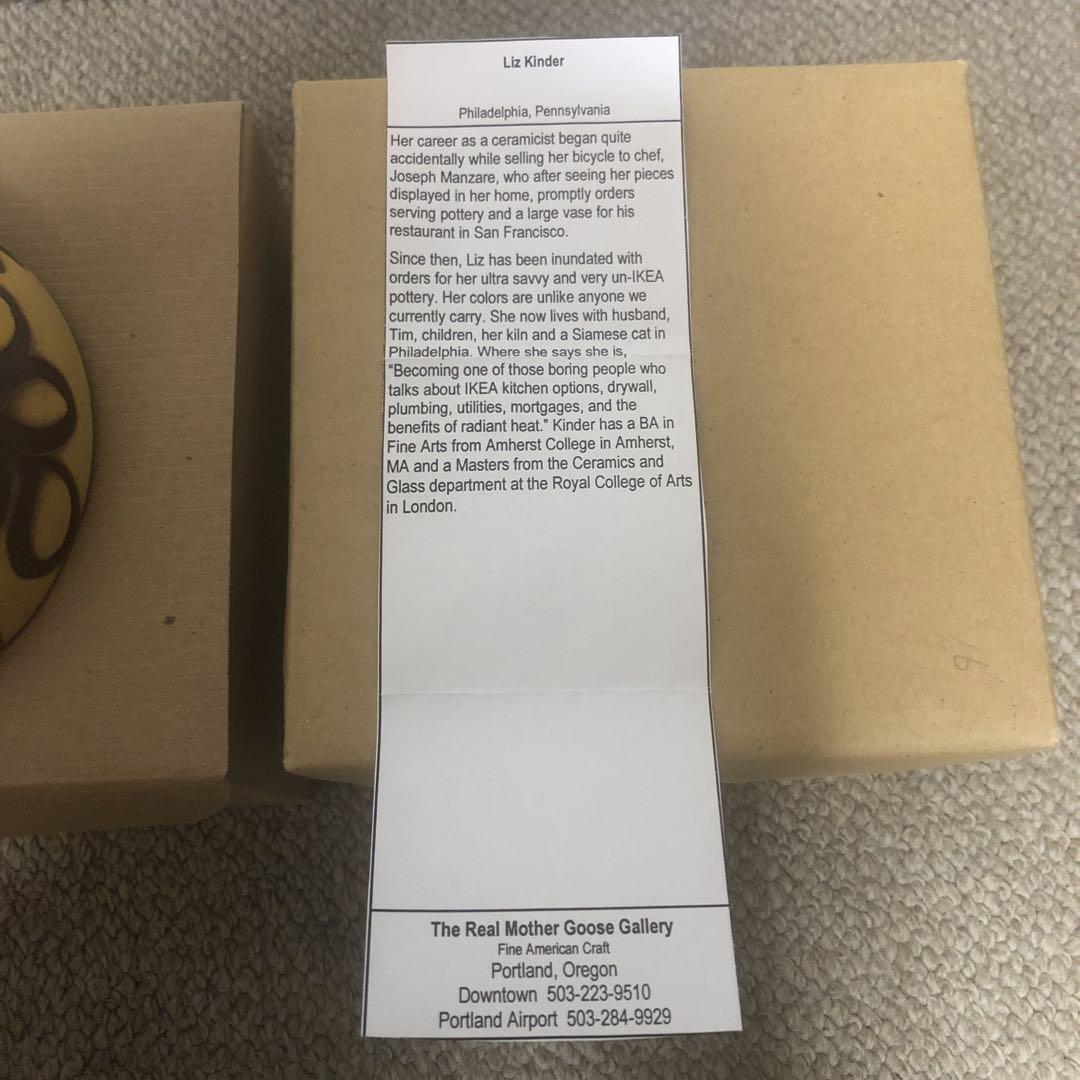 Liz Kinder
Philadelphia, Pennsylvania
Her career as a ceramicist began quite
accidentally while selling her bicycle to chef,
Joseph Manzare, who after seeing her pieces
displayed in her home, promptly orders
serving pottery and a large vase for his
restaurant in San Francisco.
Since then, Liz has been inundated with
orders for her ultra savvy and very un-IKEA
pottery. Her colors are unlike anyone we
currently carry. She now lives with husband,
Tim, children, her kiln and a Siamese cat in
Philadelphia. Where she says she is,
"Becoming one of those boring people who
talks about IKEA kitchen options, drywall,
plumbing, utilities, mortgages, and the
benefits of radiant heat." Kinder has a BA in
Fine Arts from Amherst College in Amherst,
MA and a Masters from the Ceramics and
Glass department at the Royal College of Arts
in London.
The Real Mother Goose Gallery
Fine American Craft
Portland, Oregon
Downtown 503-223-9510
Portland Airport 503-284-9929